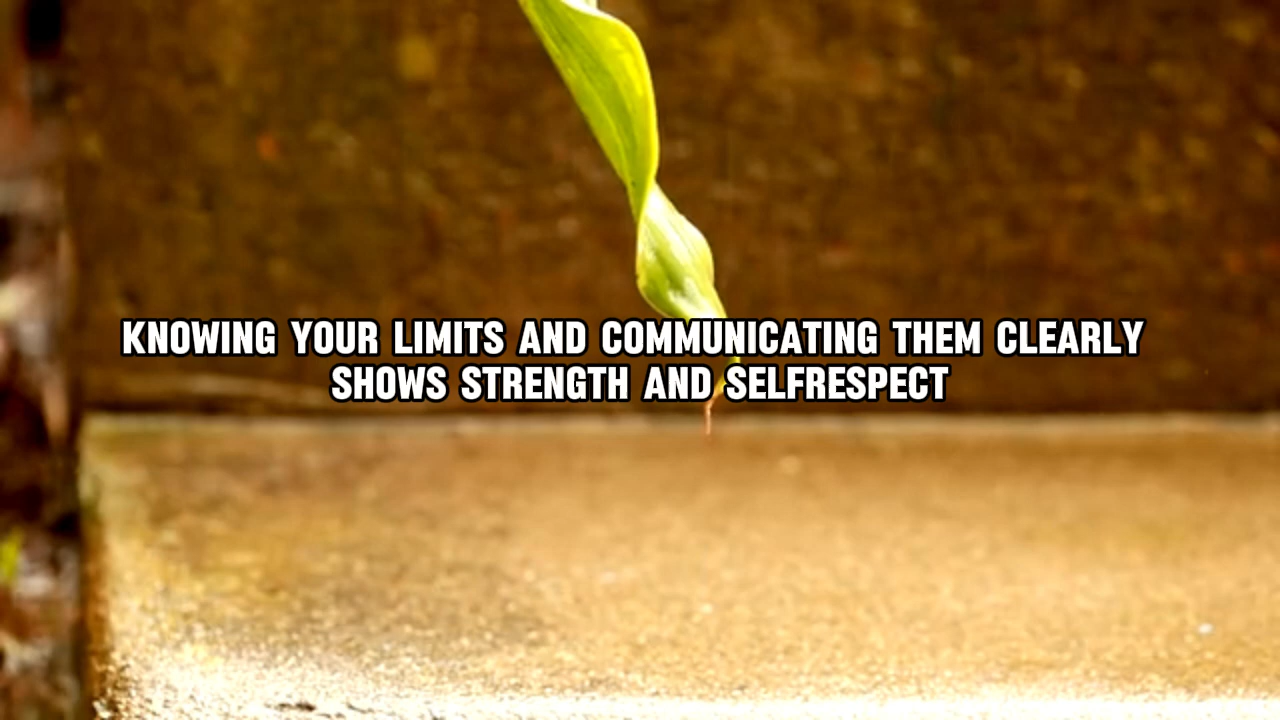 KNOWING YOUR LIMITS AND COMMUNICATING THEM CLEARLY
SHOWS STRENGTH AND SELFRESPECT